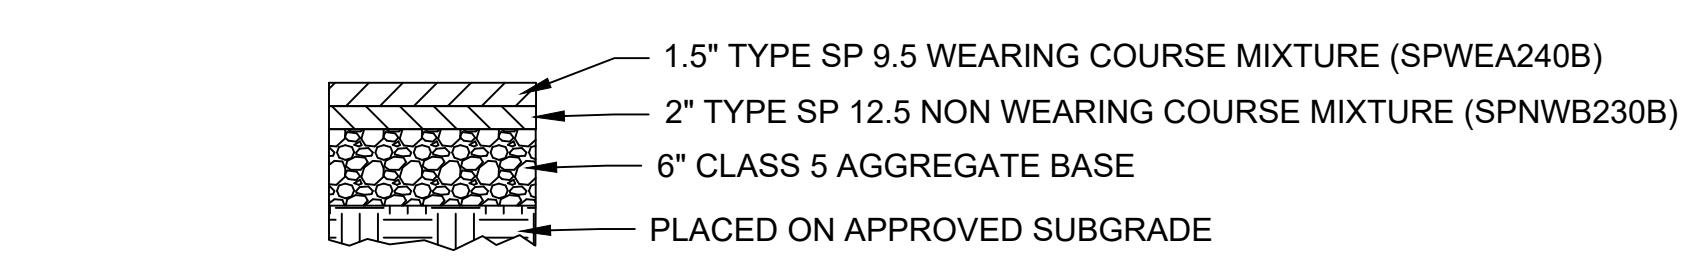 1.5" TYPE SP 9.5 WEARING COURSE MIXTURE (SPWEA240B)
2" TYPE SP 12.5 NON WEARING COURSE MIXTURE (SPNWB230B)
6" CLASS 5 AGGREGATE BASE
PLACED ON APPROVED SUBGRADE